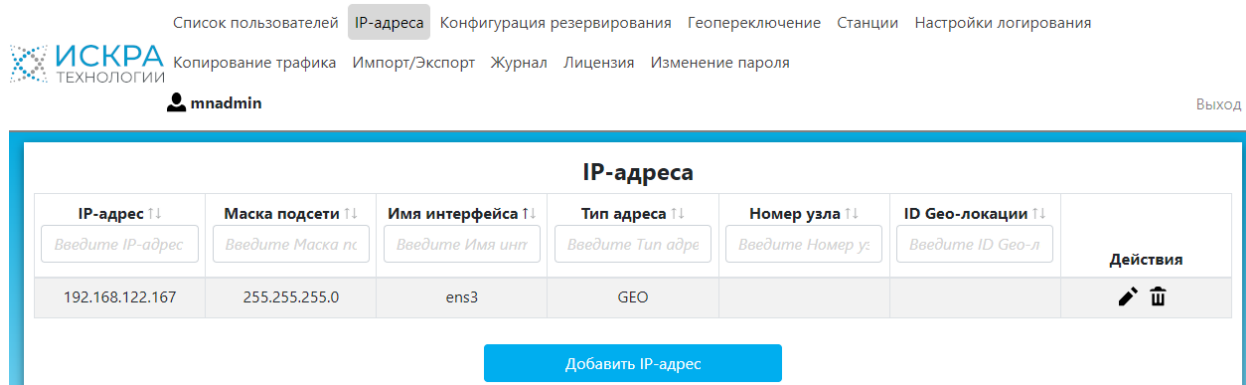 Список пользователей IP-адреса Конфигурация резервирования Геопереключение Станции Настройки логирования
ИСКРА
ТЕХНОЛОГИИ
Копирование трафика Импорт/Экспорт Журнал Лицензия Изменение пароля
mnadmin Выход
IP-адреса
IP-адрес ↑↓ Маска подсети ↑↓ Имя интерфейса ↑↓ Тип адреса ↑↓ Номер узла ↑↓ ID Geo-локации ↑↓
Введите IP-адрес Введите Маска пс Введите Имя инт Введите Тип адре Введите Номер уз Введите ID Geo-л
Действия
192.168.122.167 255.255.255.0 ens3 GEO
Добавить IP-адрес